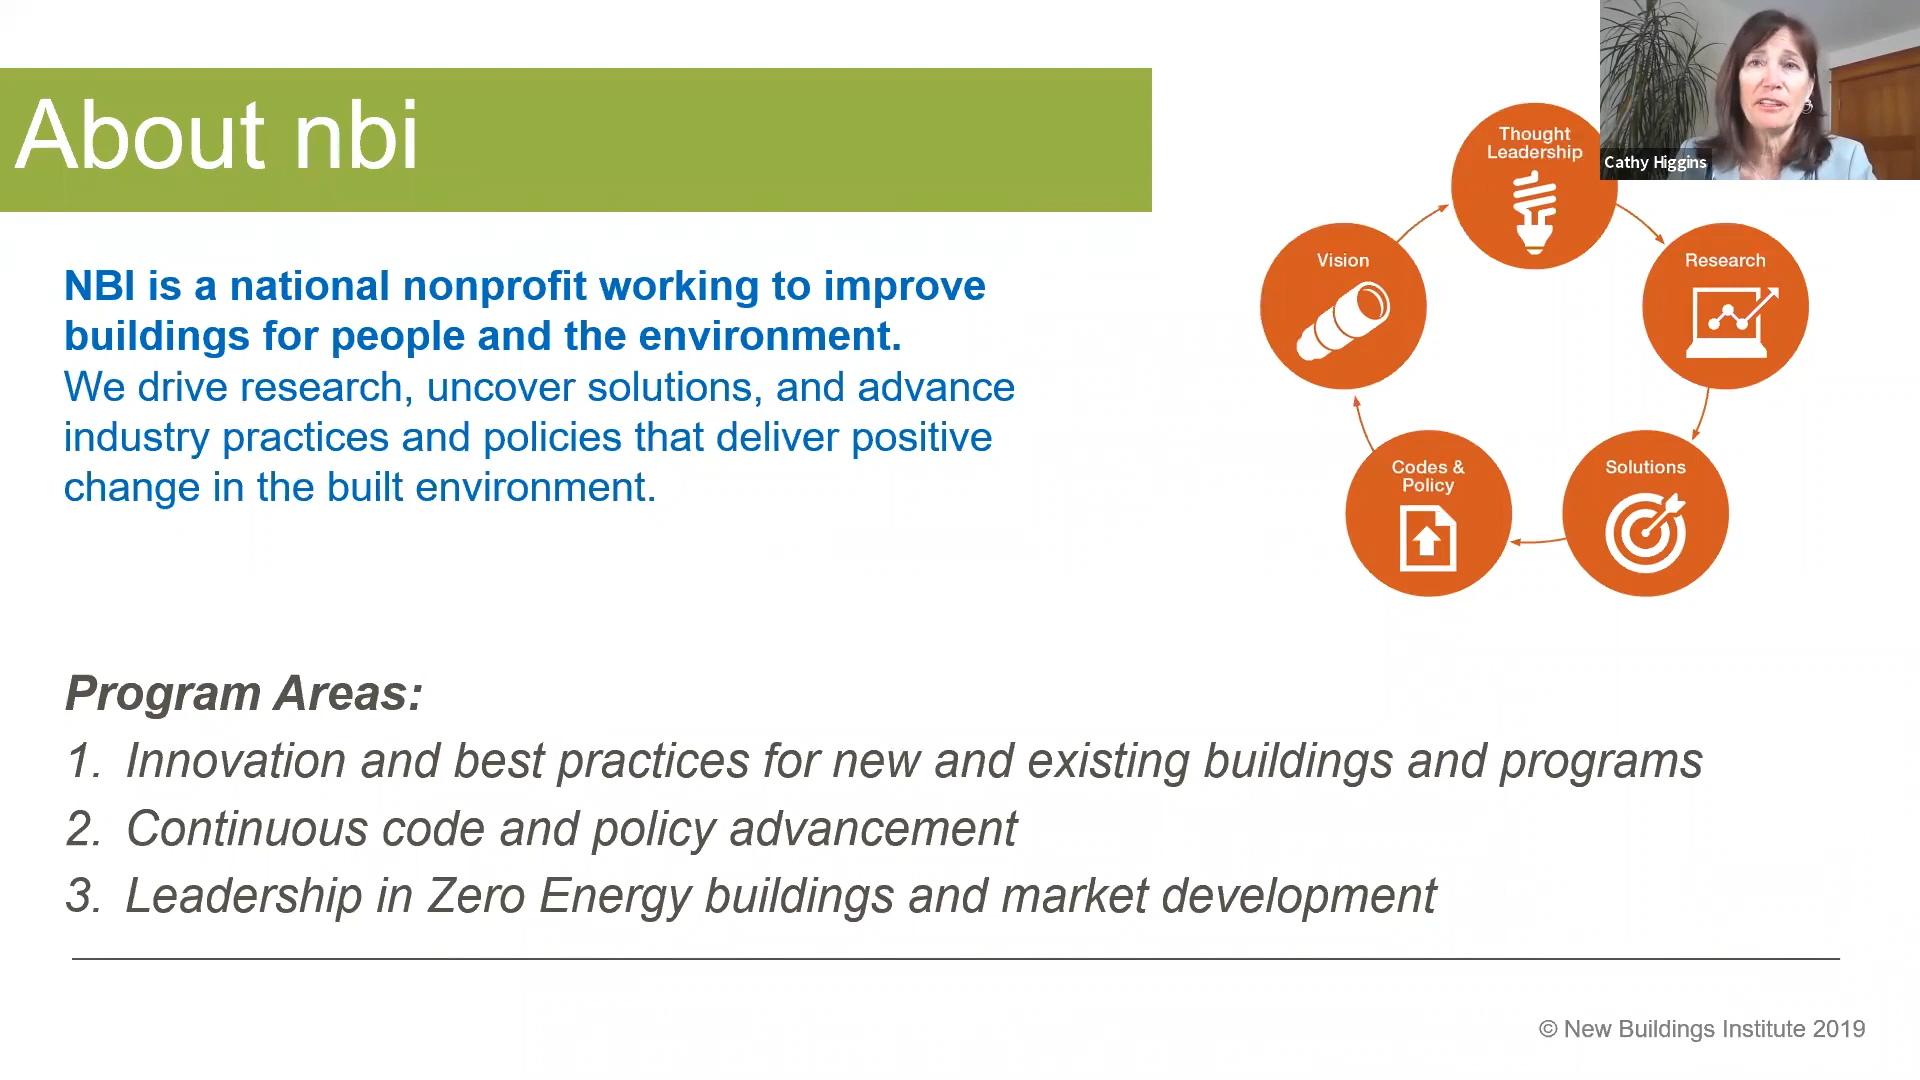 About nbi
NBI is a national nonprofit working to improve
buildings for people and the environment.
We drive research, uncover solutions, and advance
industry practices and policies that deliver positive
change in the built environment.
Thought
Leadership
Cathy Higgins
Vision
Research
Codes &
Policy
Solutions
Program Areas:
1. Innovation and best practices for new and existing buildings and programs
2. Continuous code and policy advancement
3. Leadership in Zero Energy buildings and market development
© New Buildings Institute 2019